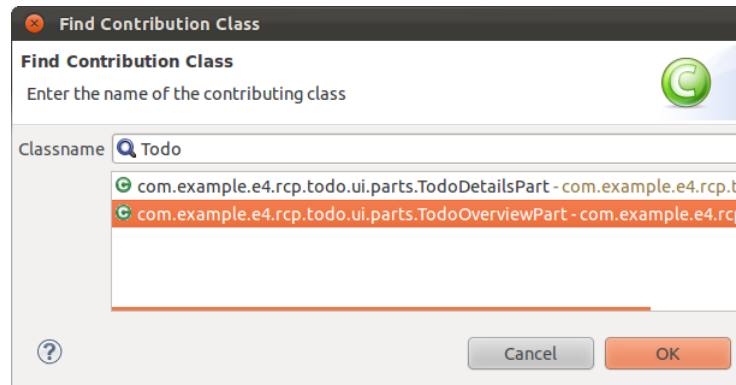 Find Contribution Class
Find Contribution Class
Enter the name of the contributing class
Classname Todo
com.example.e4.rcp.todo.ui.parts.TodoDetailsPart - com.example.e4.rcp.t
com.example.e4.rcp.todo.ui.parts.TodoOverviewPart - com.example.e4.rcp
Cancel OK